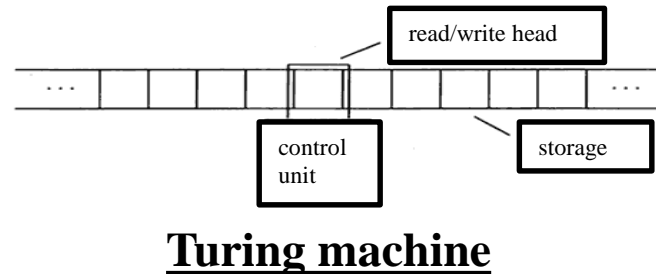 read/write head
... ...
control
unit
storage
Turing machine